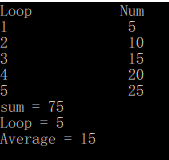 Loop Num
1 5
2 10
3 15
4 20
5 25
sum = 75
Loop = 5
Average = 15